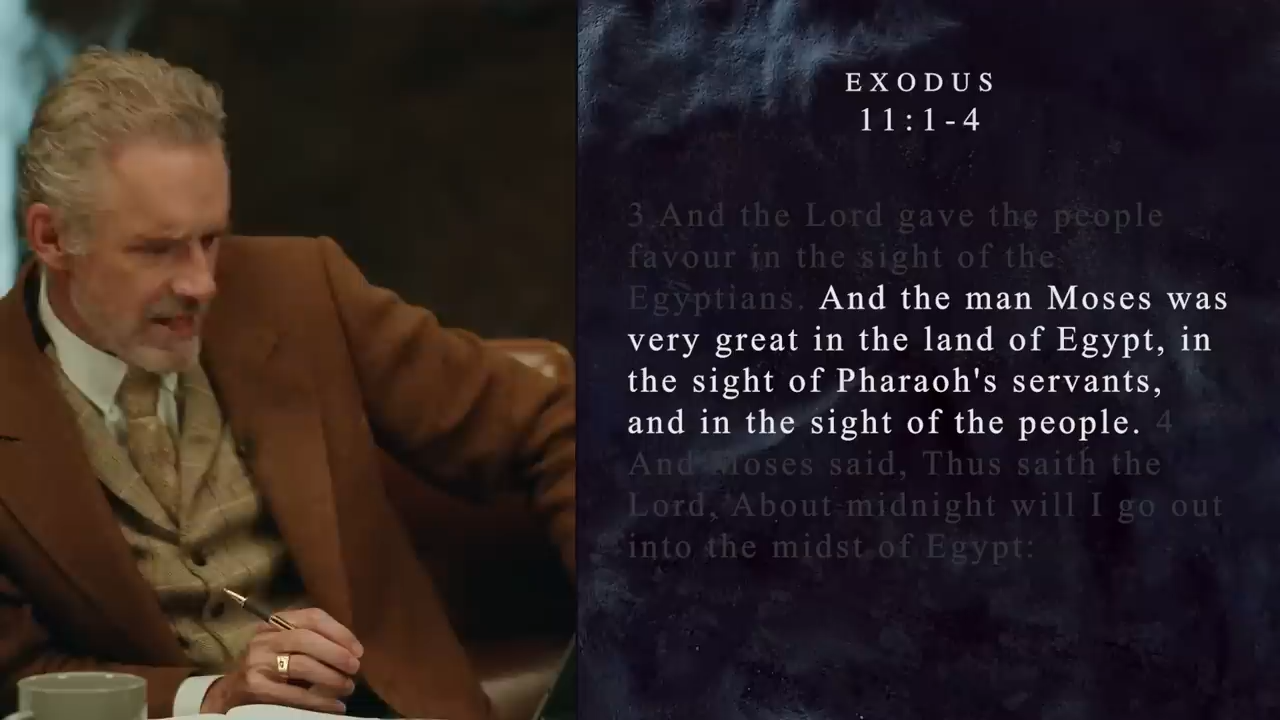 EXODUS
11:1-4
3 And the Lord gave the people
favour in the sight of the
Egyptians. And the man Moses was
very great in the land of Egypt, in
the sight of Pharaoh's servants,
and in the sight of the people. 4
And Moses said, Thus saith the
Lord, About midnight will I go out
into the midst of Egypt: